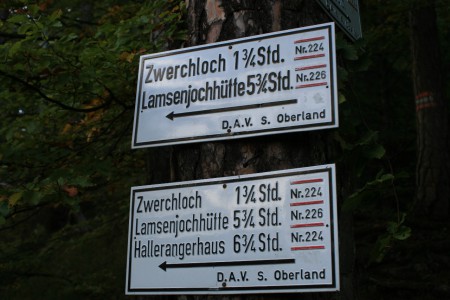 Zwerchloch 1¾ Std. Nr. 224
Lamsenjochhütte 5¾ Std. Nr. 226
D.A.V. S. Oberland
Zwerchloch 1¾ Std. Nr. 224
Lamsenjochhütte 5¾ Std. Nr. 226
Hallerangerhaus 6¾ Std. Nr. 224
D.A.V. S. Oberland